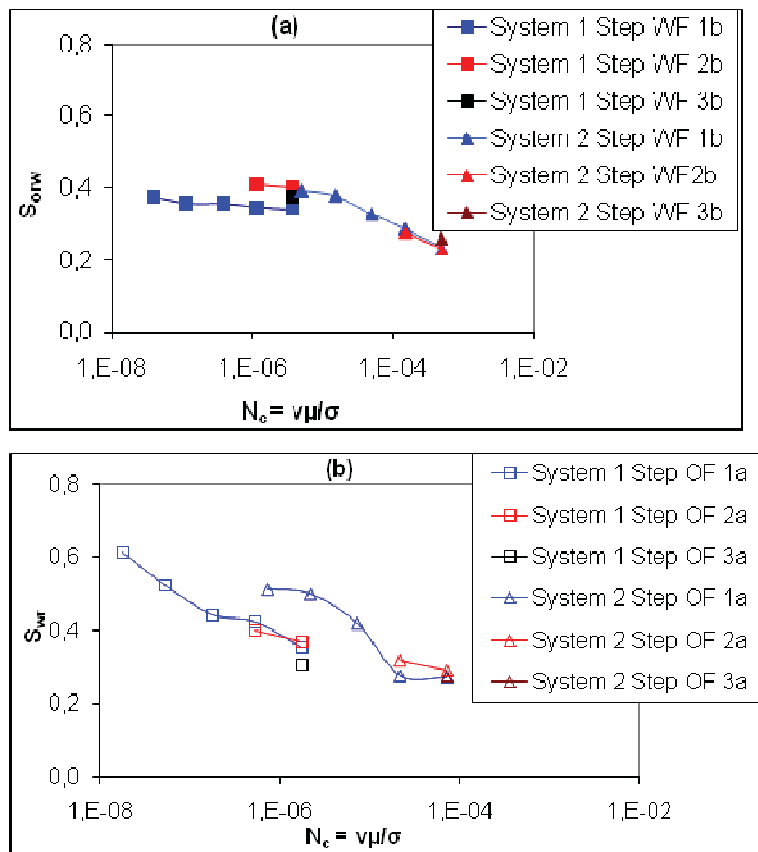 (a)
0,8
0,6
0,4
0,2
0,0
Sorw
1,E-08
1,E-06
1,E-04
1,E-02
Nc = vµ/σ
System 1 Step WF 1b
System 1 Step WF 2b
System 1 Step WF 3b
System 2 Step WF 1b
System 2 Step WF2b
System 2 Step WF 3b
(b)
0,8
0,6
0,4
0,2
0,0
Swr
1,E-08
1,E-06
1,E-04
1,E-02
Nc = vµ/σ
System 1 Step OF 1a
System 1 Step OF 2a
System 1 Step OF 3a
System 2 Step OF 1a
System 2 Step OF 2a
System 2 Step OF 3a